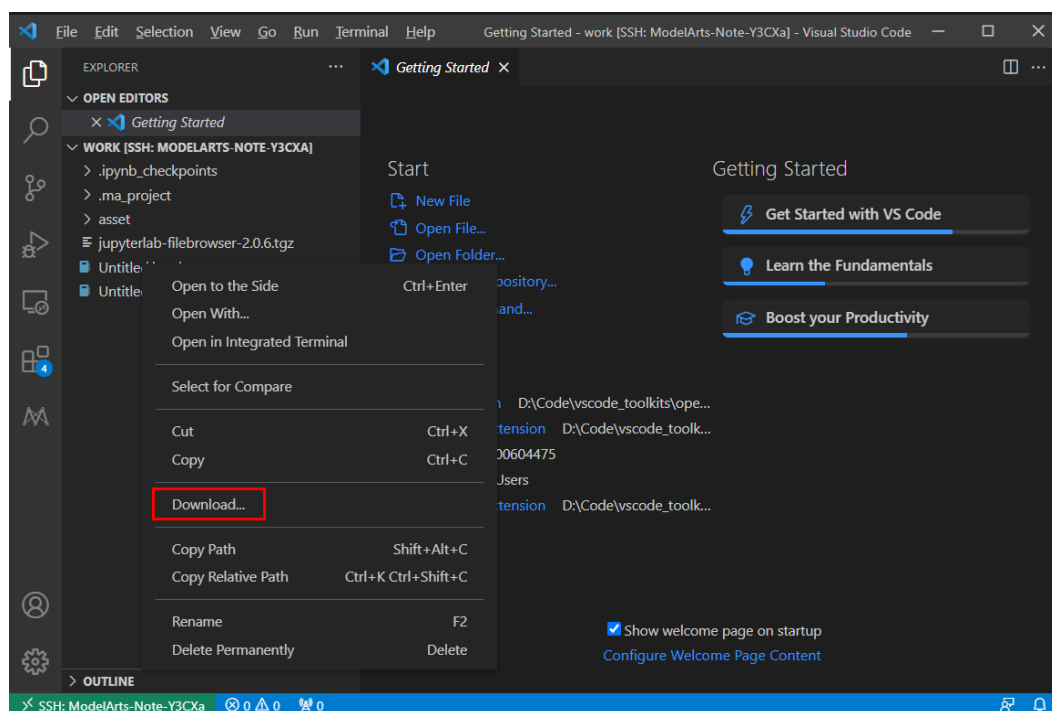 File Edit Selection View Go Run Terminal Help Getting Started - work [SSH: ModelArts-Note-Y3CXa] - Visual Studio Code
EXPLORER
Getting Started
OPEN EDITORS
Getting Started
WORK [SSH: MODELARTS-NOTE-Y3CXA]
.ipynb_checkpoints
.ma_project
asset
jupyterlab-filebrowser-2.0.6.tgz
Start
New File
Open File...
Open Folder...
Getting Started
Get Started with VS Code
Learn the Fundamentals
Boost your Productivity
Open to the Side Ctrl+Enter
Open With...
Open in Integrated Terminal
Select for Compare
Cut Ctrl+X
Copy Ctrl+C
Download...
Copy Path Shift+Alt+C
Copy Relative Path Ctrl+K Ctrl+Shift+C
Rename F2
Delete Permanently Delete
D:\Code\vscode_toolkits\ope...
D:\Code\vscode_toolk...
00604475
D:\Code\vscode_toolk...
4
Show welcome page on startup
Configure Welcome Page Content
OUTLINE
SSH: ModelArts-Note-Y3CXa 0 0 0